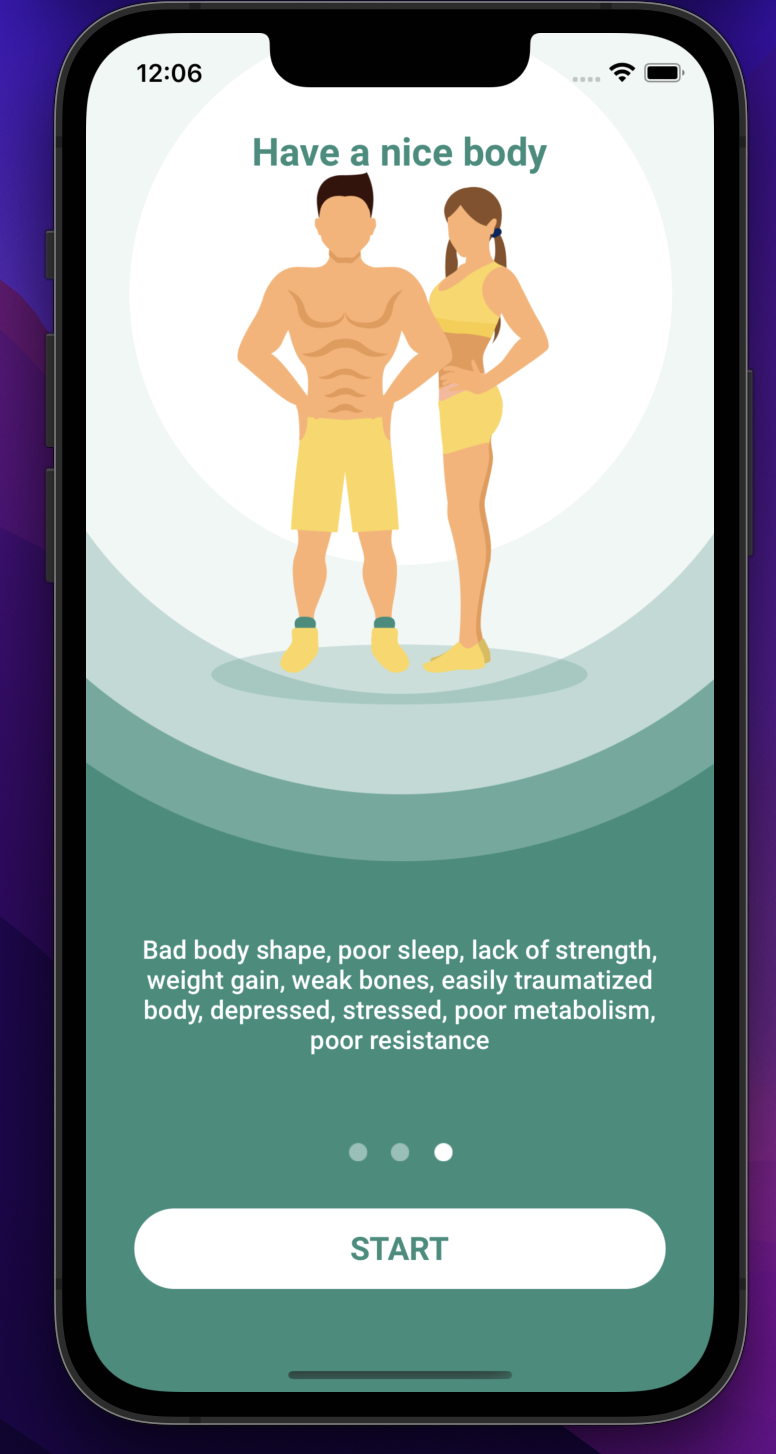 12:06
Have a nice body
Bad body shape, poor sleep, lack of strength,
weight gain, weak bones, easily traumatized
body, depressed, stressed, poor metabolism,
poor resistance
START